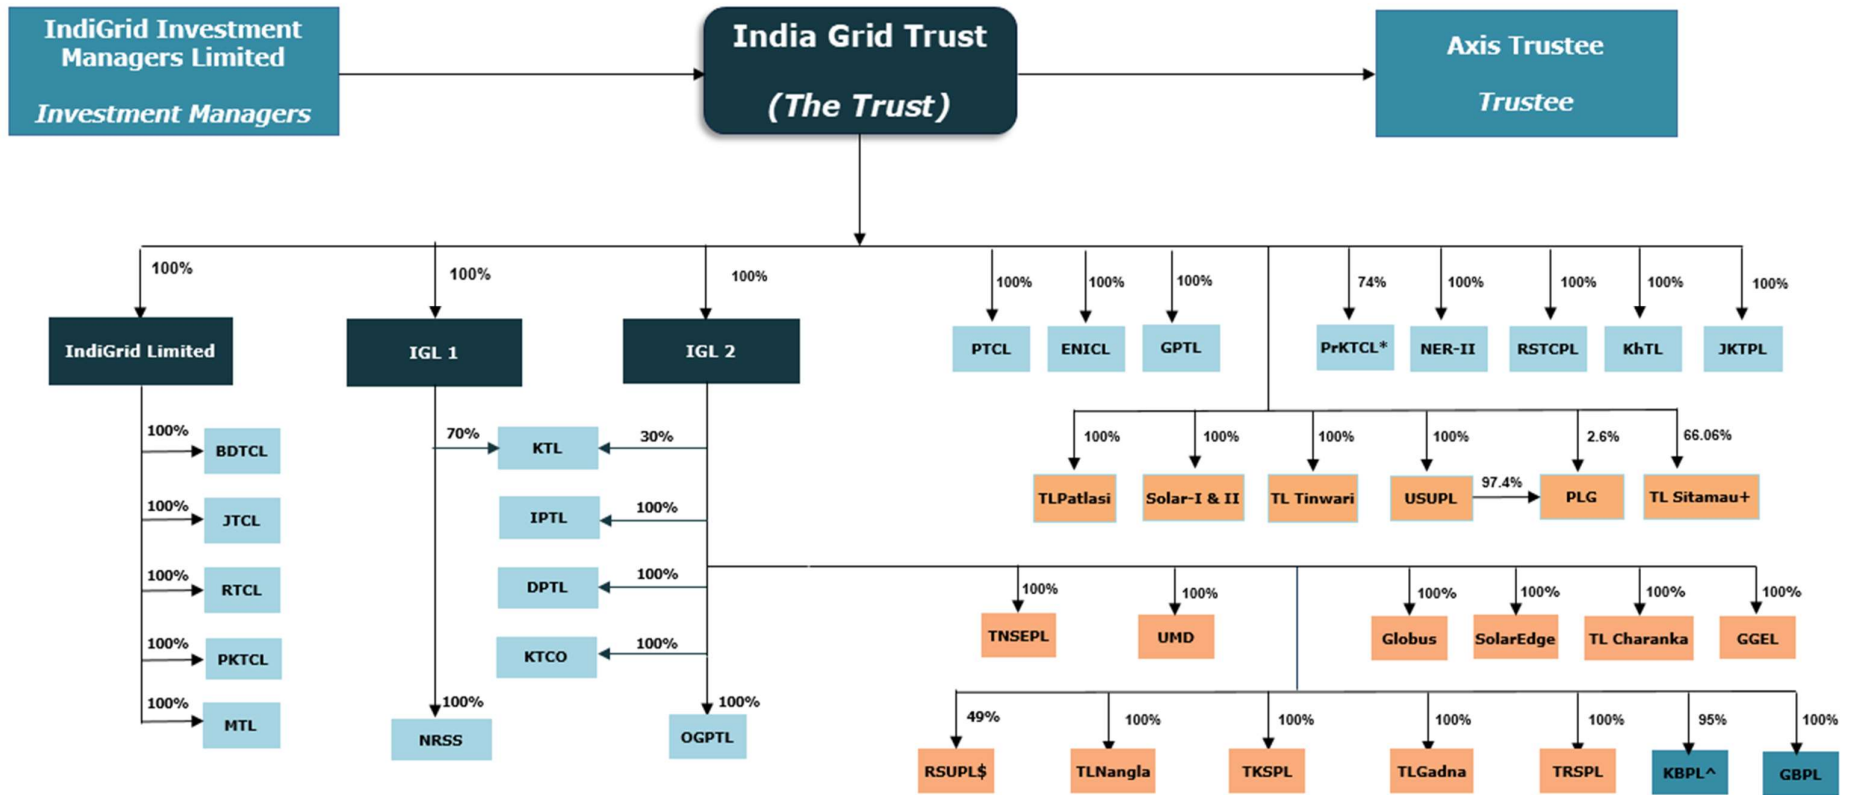 IndiGrid Investment
Managers Limited
Investment Managers
India Grid Trust
(The Trust)
Axis Trustee
Trustee
100%
100%
100%
100%
100%
100%
74%
100%
100%
100%
100%
IndiGrid Limited
IGL 1
IGL 2
PTCL
ENICL
GPTL
PrKTCL*
NER-II
RSTCPL
KhTL
JKTPL
100%
BDTCL
70%
KTL
30%
100%
100%
100%
100%
2.6%
66.06%
TLPatlasi
Solar-I & II
TL Tinwari
USUPL
97.4%
PLG
TL Sitamau+
100%
JTCL
IPTL
100%
100%
RTCL
DPTL
100%
100%
100%
100%
100%
100%
100%
TNSEPL
UMD
Globus
SolarEdge
TL Charanka
GGEL
100%
PKTCL
KTCO
100%
100%
MTL
100%
NRSS
100%
OGPTL
49%
100%
100%
100%
100%
95%
100%
RSUPL$
TLNangla
TKSPL
TLGadna
TRSPL
KBPL^
GBPL